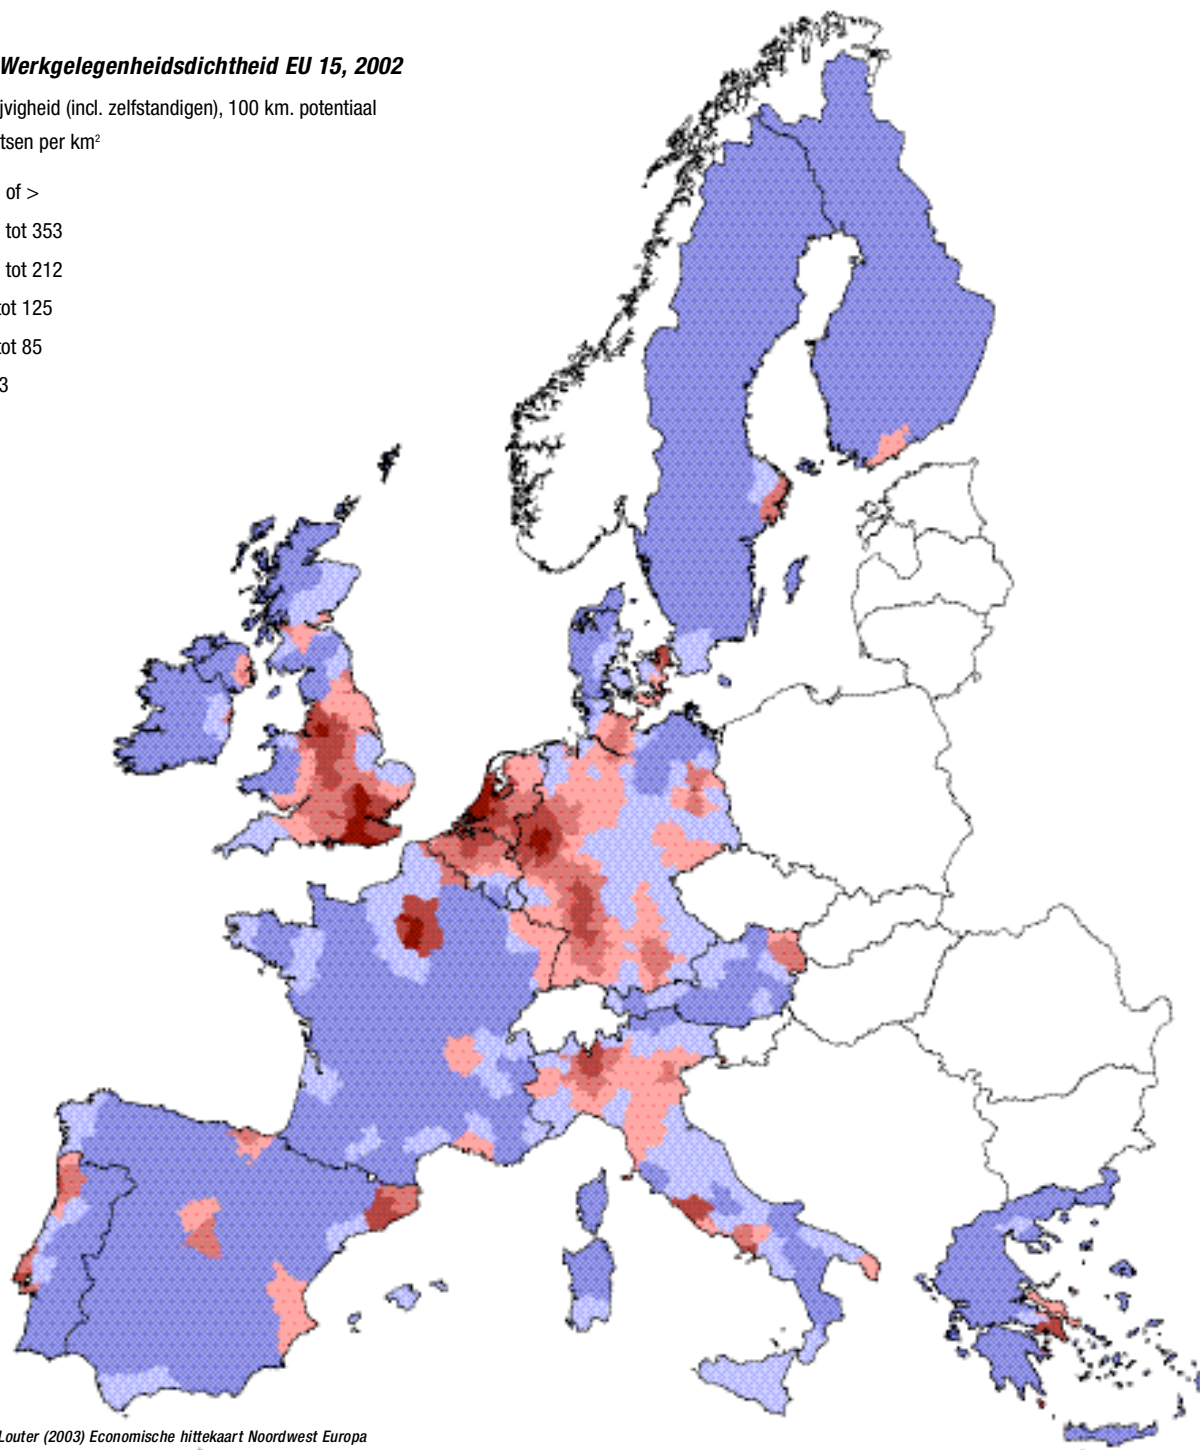 Werkgelegenheidsdichtheid EU 15, 2002
jvigheid (incl. zelfstandigen), 100 km. potentiaal
tsen per km²
of >
tot 353
tot 212
tot 125
tot 85
3
Louter (2003) Economische hittekaart Noordwest Europa